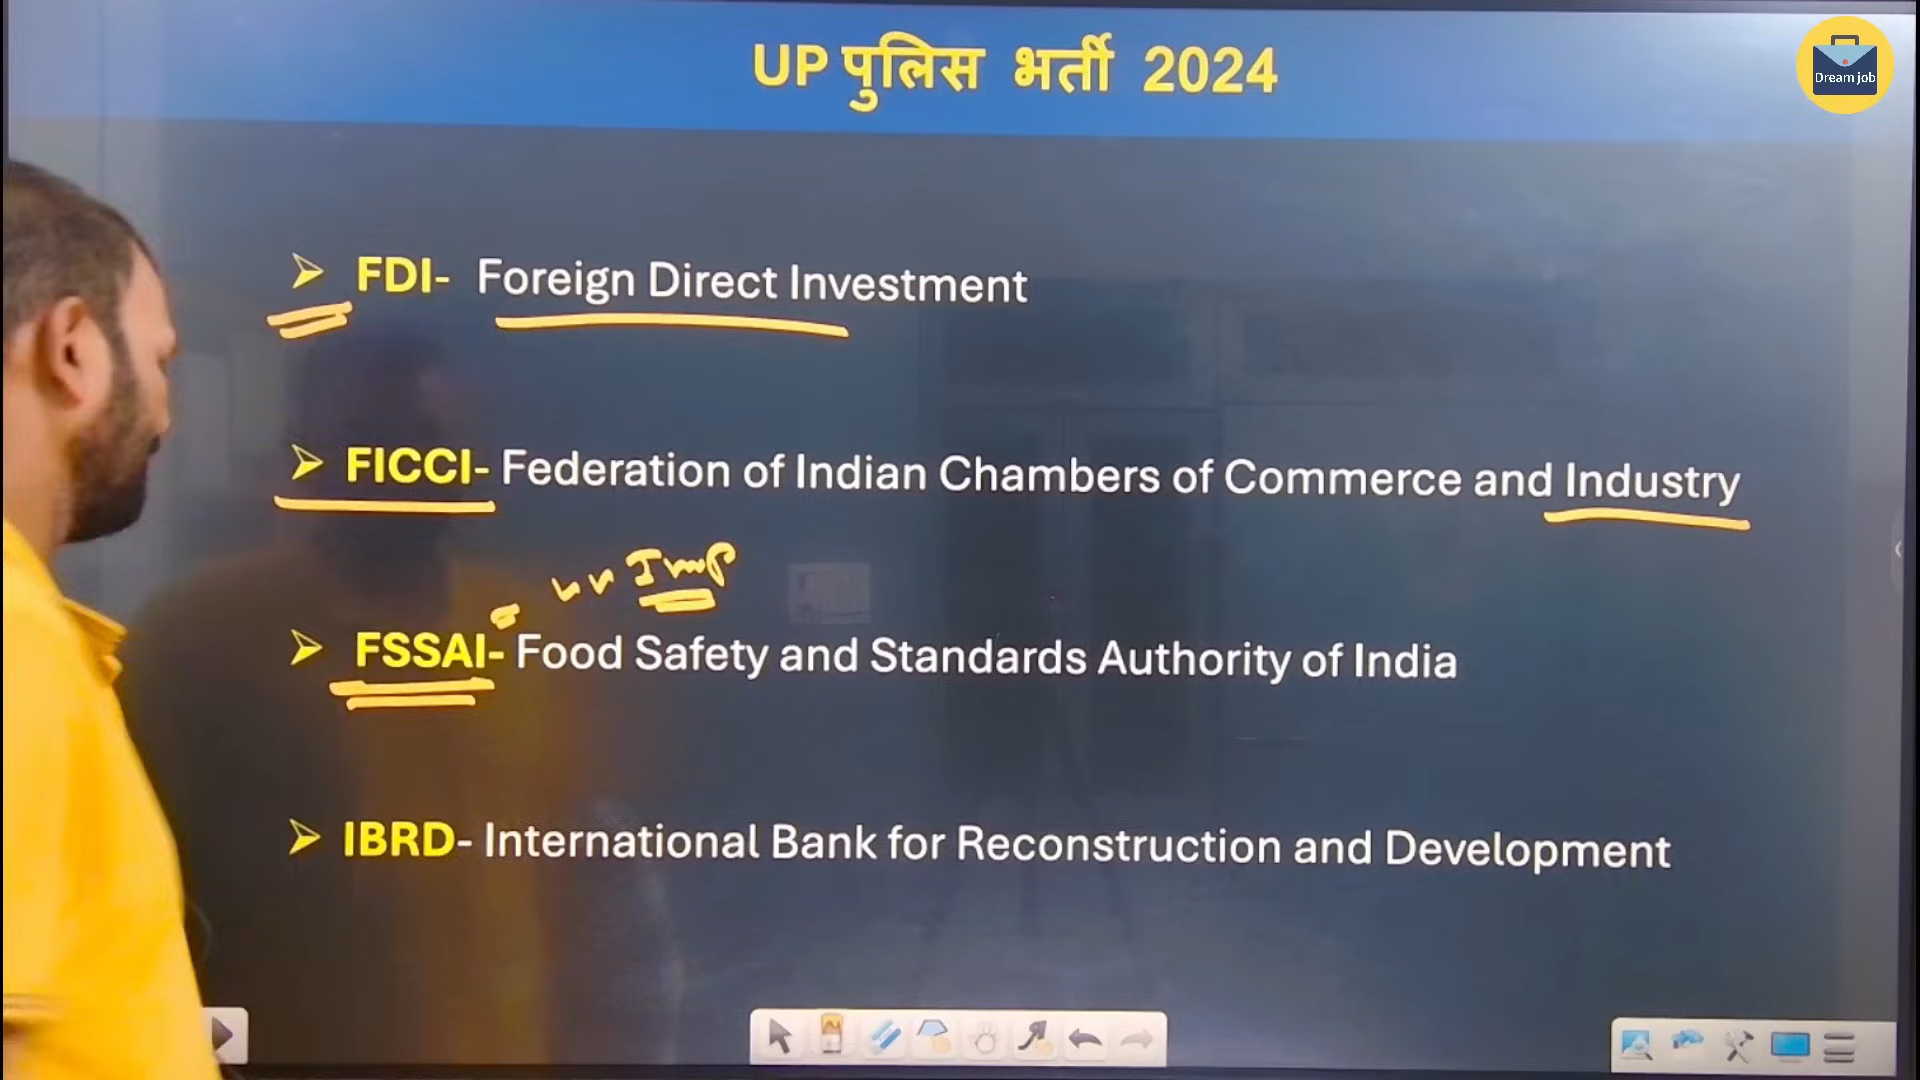 UP पुलिस भर्ती 2024
Dream job
➢ FDI- Foreign Direct Investment
➢ FICCI- Federation of Indian Chambers of Commerce and Industry
v v Imp
➢ FSSAI- Food Safety and Standards Authority of India
➢ IBRD- International Bank for Reconstruction and Development